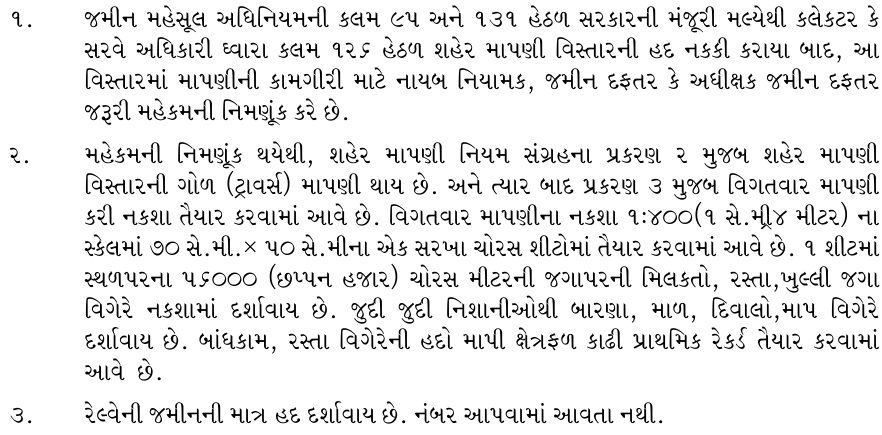 ૧. જમીન મહેસૂલ અધિનિયમની કલમ ૯૫ અને ૧૩૧ હેઠળ સરકારની મંજૂરી મલ્યેથી કલેકટર કે
સરવે અધિકારી ધ્વારા કલમ ૧૨૬ હેઠળ શહેર માપણી વિસ્તારની હદ નકકી કરાયા બાદ, આ
વિસ્તારમાં માપણીની કામગીરી માટે નાયબ નિયામક, જમીન દફતર કે અધીક્ષક જમીન દફતર
જરૂરી મહેકમની નિમણૂંક કરે છે.
૨. મહેકમની નિમણૂંક થયેથી, શહેર માપણી નિયમ સંગ્રહના પ્રકરણ ૨ મુજબ શહેર માપણી
વિસ્તારની ગોળ (ટ્રાવર્સ) માપણી થાય છે. અને ત્યાર બાદ પ્રકરણ ૩ મુજબ વિગતવાર માપણી
કરી નકશા તૈયાર કરવામાં આવે છે. વિગતવાર માપણીના નકશા ૧:૪૦૦(૧ સે.મી્ર૪ મીટર) ના
સ્કેલમાં ૭૦ સે.મી.× ૫૦ સે.મીના એક સરખા ચોરસ શીટોમાં તૈયાર કરવામાં આવે છે. ૧ શીટમાં
સ્થળપરના ૫૬૦૦૦ (છપ્પન હજાર) ચોરસ મીટરની જગાપરની મિલકતો, રસ્તા,ખુલ્લી જગા
વિગેરે નકશામાં દર્શાવાય છે. જુદી જુદી નિશાનીઓથી બારણા, માળ, દિવાલો,માપ વિગેરે
દર્શાવાય છે. બાંધકામ, રસ્તા વિગેરેની હદો માપી ક્ષેત્રફળ કાઢી પ્રાથમિક રેકર્ડ તૈયાર કરવામાં
આવે છે.
૩. રેલ્વેની જમીનની માત્ર હદ દર્શાવાય છે. નંબર આપવામાં આવતા નથી.